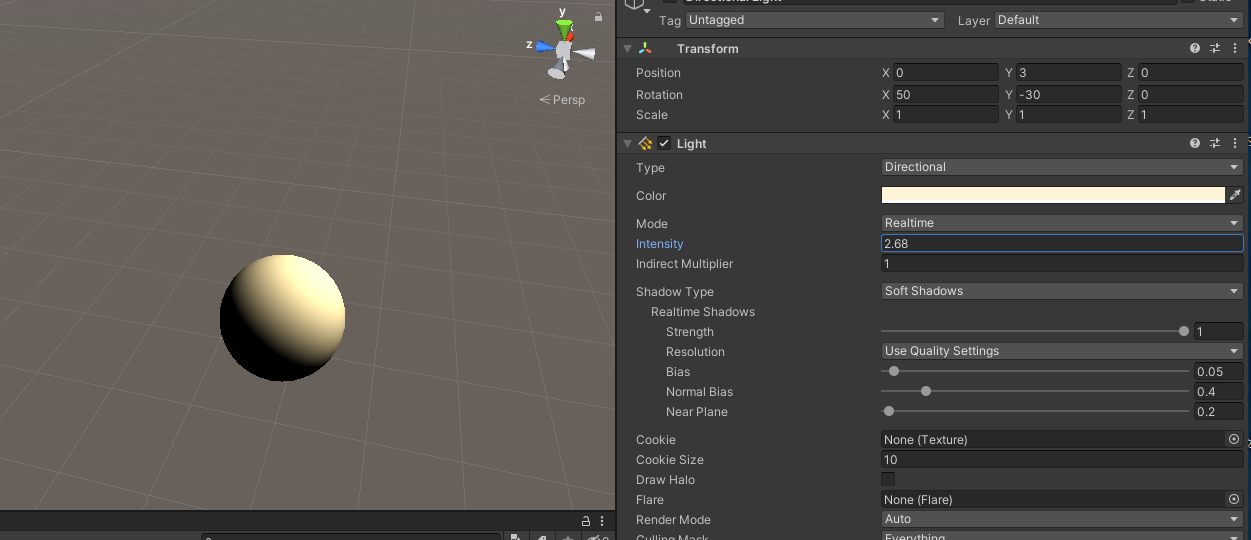 Directional Light
Static
Tag Untagged Layer Default
y
z
Persp
Transform
Position X 0 Y 3 Z 0
Rotation X 50 Y -30 Z 0
Scale X 1 Y 1 Z 1
Light
Type Directional
Color
Mode Realtime
Intensity 2.68
Indirect Multiplier 1
Shadow Type Soft Shadows
Realtime Shadows
Strength 1
Resolution Use Quality Settings
Bias 0.05
Normal Bias 0.4
Near Plane 0.2
Cookie None (Texture)
Cookie Size 10
Draw Halo
Flare None (Flare)
Render Mode Auto
Culling Mask Everything